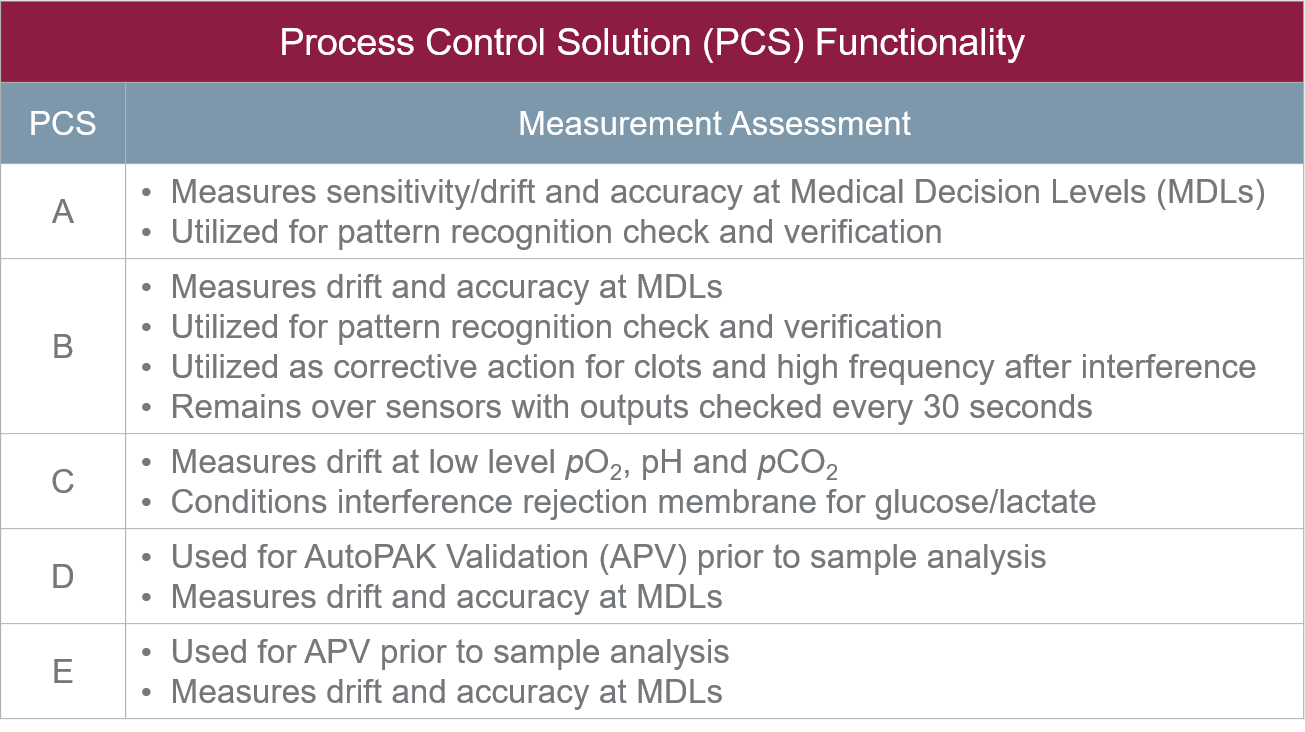 Process Control Solution (PCS) Functionality
PCS
Measurement Assessment
A
• Measures sensitivity/drift and accuracy at Medical Decision Levels (MDLs)
• Utilized for pattern recognition check and verification
B
• Measures drift and accuracy at MDLs
• Utilized for pattern recognition check and verification
• Utilized as corrective action for clots and high frequency after interference
• Remains over sensors with outputs checked every 30 seconds
C
• Measures drift at low level pO₂, pH and pCO₂
• Conditions interference rejection membrane for glucose/lactate
D
• Used for AutoPAK Validation (APV) prior to sample analysis
• Measures drift and accuracy at MDLs
E
• Used for APV prior to sample analysis
• Measures drift and accuracy at MDLs